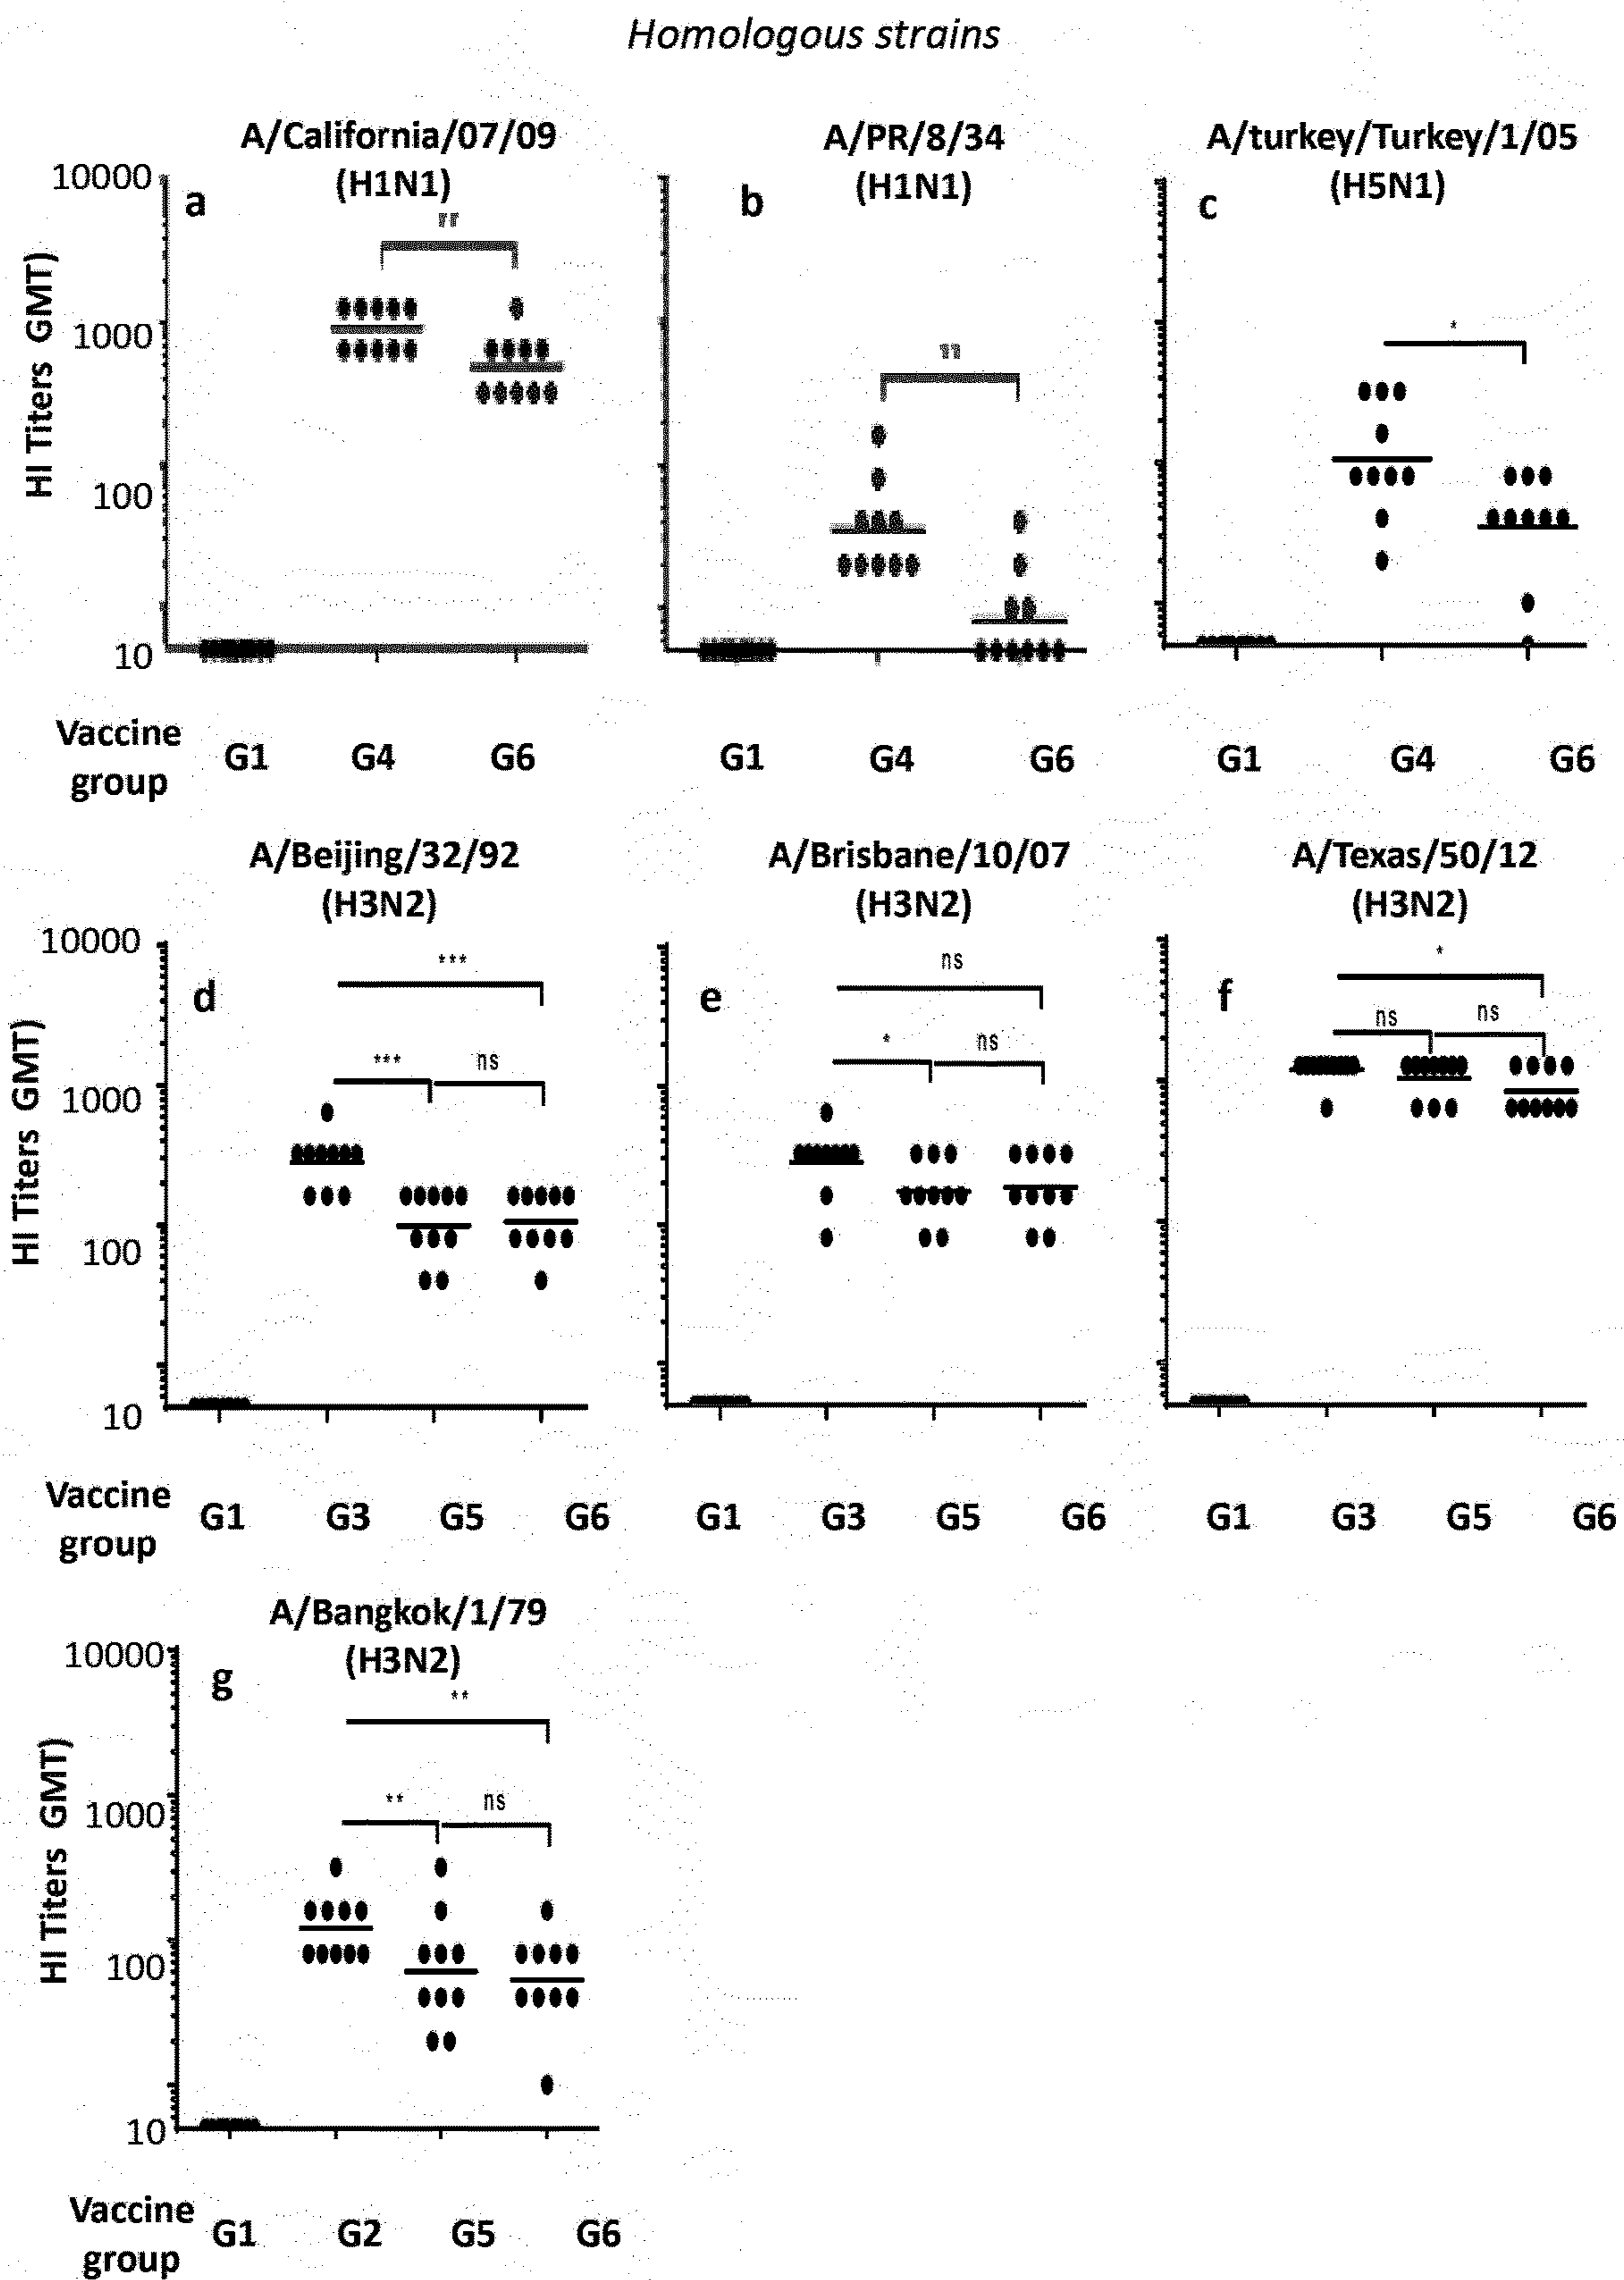 Homologous strains
A/California/07/09
(H1N1)
A/PR/8/34
(H1N1)
A/turkey/Turkey/1/05
(H5N1)
a
b
c
HI Titers GMT)
10000
1000
100
10
*
Vaccine
group
G1 G4 G6
G1 G4 G6
G1 G4 G6
A/Beijing/32/92
(H3N2)
A/Brisbane/10/07
(H3N2)
A/Texas/50/12
(H3N2)
d
e
f
HI Titers GMT)
10000
1000
100
10
***
*** ns
ns
* ns
*
ns ns
Vaccine
group
G1 G3 G5 G6
G1 G3 G5 G6
G1 G3 G5 G6
A/Bangkok/1/79
(H3N2)
g
HI Titers GMT)
10000
1000
100
10
**
** ns
Vaccine
group
G1 G2 G5 G6